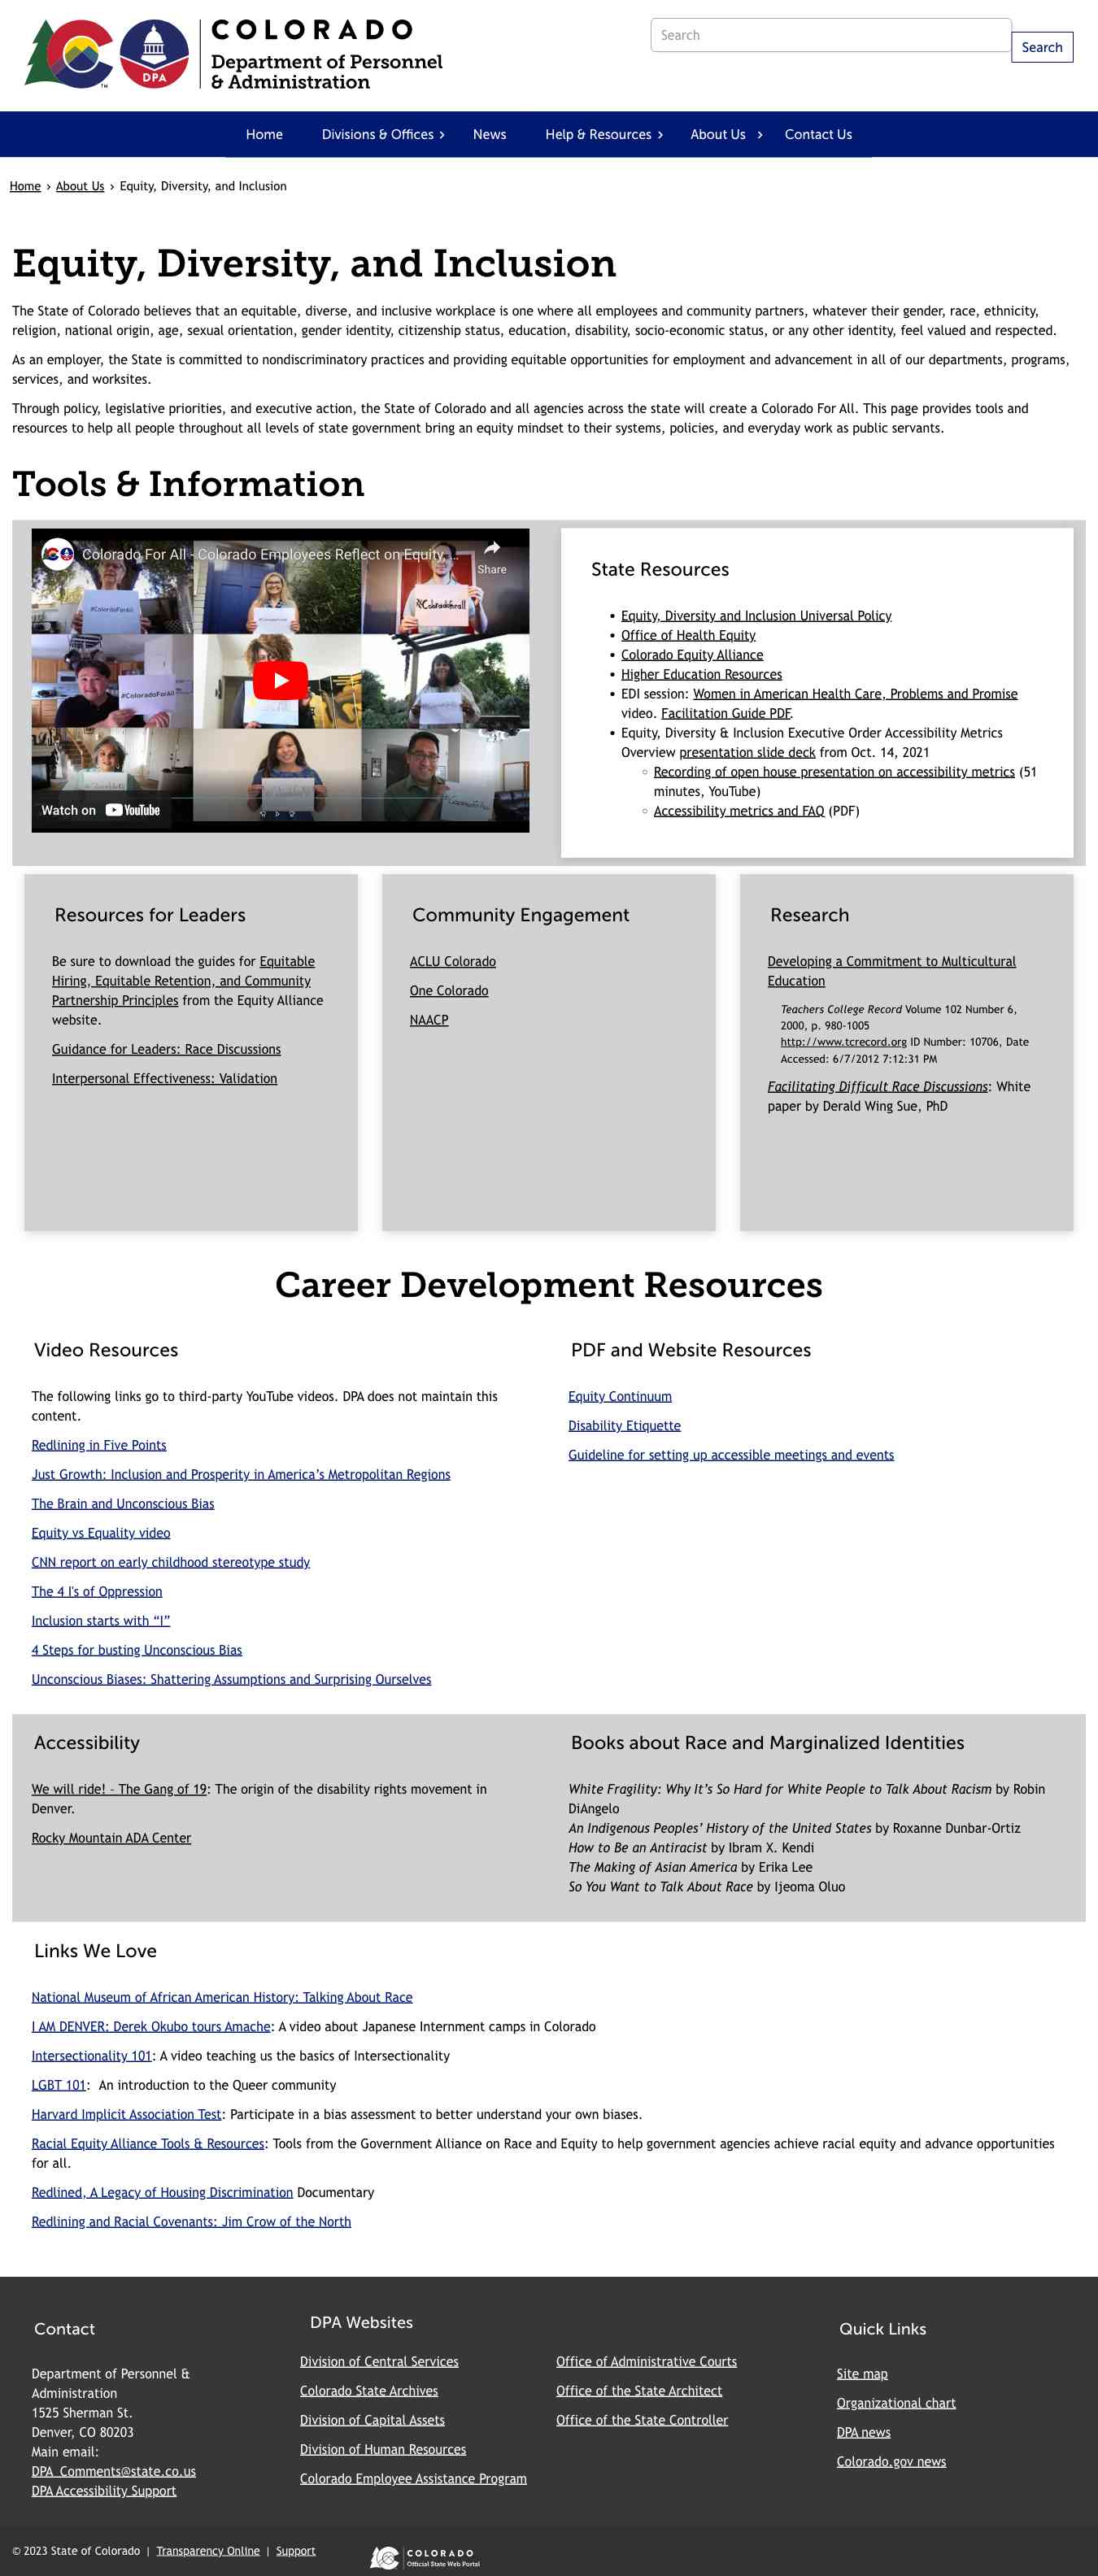 COLORADO
Department of Personnel
& Administration
DPA
TM
Search
Search
Home
Divisions & Offices
News
Help & Resources
About Us
Contact Us
Home › About Us › Equity, Diversity, and Inclusion
Equity, Diversity, and Inclusion
The State of Colorado believes that an equitable, diverse, and inclusive workplace is one where all employees and community partners, whatever their gender, race, ethnicity,
religion, national origin, age, sexual orientation, gender identity, citizenship status, education, disability, socio-economic status, or any other identity, feel valued and respected.
As an employer, the State is committed to nondiscriminatory practices and providing equitable opportunities for employment and advancement in all of our departments, programs,
services, and worksites.
Through policy, legislative priorities, and executive action, the State of Colorado and all agencies across the state will create a Colorado For All. This page provides tools and
resources to help all people throughout all levels of state government bring an equity mindset to their systems, policies, and everyday work as public servants.
Tools & Information
Colorado For All - Colorado Employees Reflect on Equity, ...
Share
#ColoradoForAll
#Coloradoforall
#ColoradoForAll
Watch on YouTube
State Resources
• Equity, Diversity and Inclusion Universal Policy
• Office of Health Equity
• Colorado Equity Alliance
• Higher Education Resources
• EDI session: Women in American Health Care, Problems and Promise
video. Facilitation Guide PDF.
• Equity, Diversity & Inclusion Executive Order Accessibility Metrics
Overview presentation slide deck from Oct. 14, 2021
◦ Recording of open house presentation on accessibility metrics (51
minutes, YouTube)
◦ Accessibility metrics and FAQ (PDF)
Resources for Leaders
Be sure to download the guides for Equitable
Hiring, Equitable Retention, and Community
Partnership Principles from the Equity Alliance
website.
Guidance for Leaders: Race Discussions
Interpersonal Effectiveness: Validation
Community Engagement
ACLU Colorado
One Colorado
NAACP
Research
Developing a Commitment to Multicultural
Education
Teachers College Record Volume 102 Number 6,
2000, p. 980-1005
http://www.tcrecord.org ID Number: 10706, Date
Accessed: 6/7/2012 7:12:31 PM
Facilitating Difficult Race Discussions: White
paper by Derald Wing Sue, PhD
Career Development Resources
Video Resources
The following links go to third-party YouTube videos. DPA does not maintain this
content.
Redlining in Five Points
Just Growth: Inclusion and Prosperity in America’s Metropolitan Regions
The Brain and Unconscious Bias
Equity vs Equality video
CNN report on early childhood stereotype study
The 4 I's of Oppression
Inclusion starts with “I”
4 Steps for busting Unconscious Bias
Unconscious Biases: Shattering Assumptions and Surprising Ourselves
PDF and Website Resources
Equity Continuum
Disability Etiquette
Guideline for setting up accessible meetings and events
Accessibility
We will ride! – The Gang of 19: The origin of the disability rights movement in
Denver.
Rocky Mountain ADA Center
Books about Race and Marginalized Identities
White Fragility: Why It’s So Hard for White People to Talk About Racism by Robin
DiAngelo
An Indigenous Peoples’ History of the United States by Roxanne Dunbar-Ortiz
How to Be an Antiracist by Ibram X. Kendi
The Making of Asian America by Erika Lee
So You Want to Talk About Race by Ijeoma Oluo
Links We Love
National Museum of African American History: Talking About Race
I AM DENVER: Derek Okubo tours Amache: A video about Japanese Internment camps in Colorado
Intersectionality 101: A video teaching us the basics of Intersectionality
LGBT 101:  An introduction to the Queer community
Harvard Implicit Association Test: Participate in a bias assessment to better understand your own biases.
Racial Equity Alliance Tools & Resources: Tools from the Government Alliance on Race and Equity to help government agencies achieve racial equity and advance opportunities
for all.
Redlined, A Legacy of Housing Discrimination Documentary
Redlining and Racial Covenants: Jim Crow of the North
Contact
Department of Personnel &
Administration
1525 Sherman St.
Denver, CO 80203
Main email:
DPA_Comments@state.co.us
DPA Accessibility Support
DPA Websites
Division of Central Services
Colorado State Archives
Division of Capital Assets
Division of Human Resources
Colorado Employee Assistance Program
Office of Administrative Courts
Office of the State Architect
Office of the State Controller
Quick Links
Site map
Organizational chart
DPA news
Colorado.gov news
© 2023 State of Colorado | Transparency Online | Support
COLORADO
Official State Web Portal